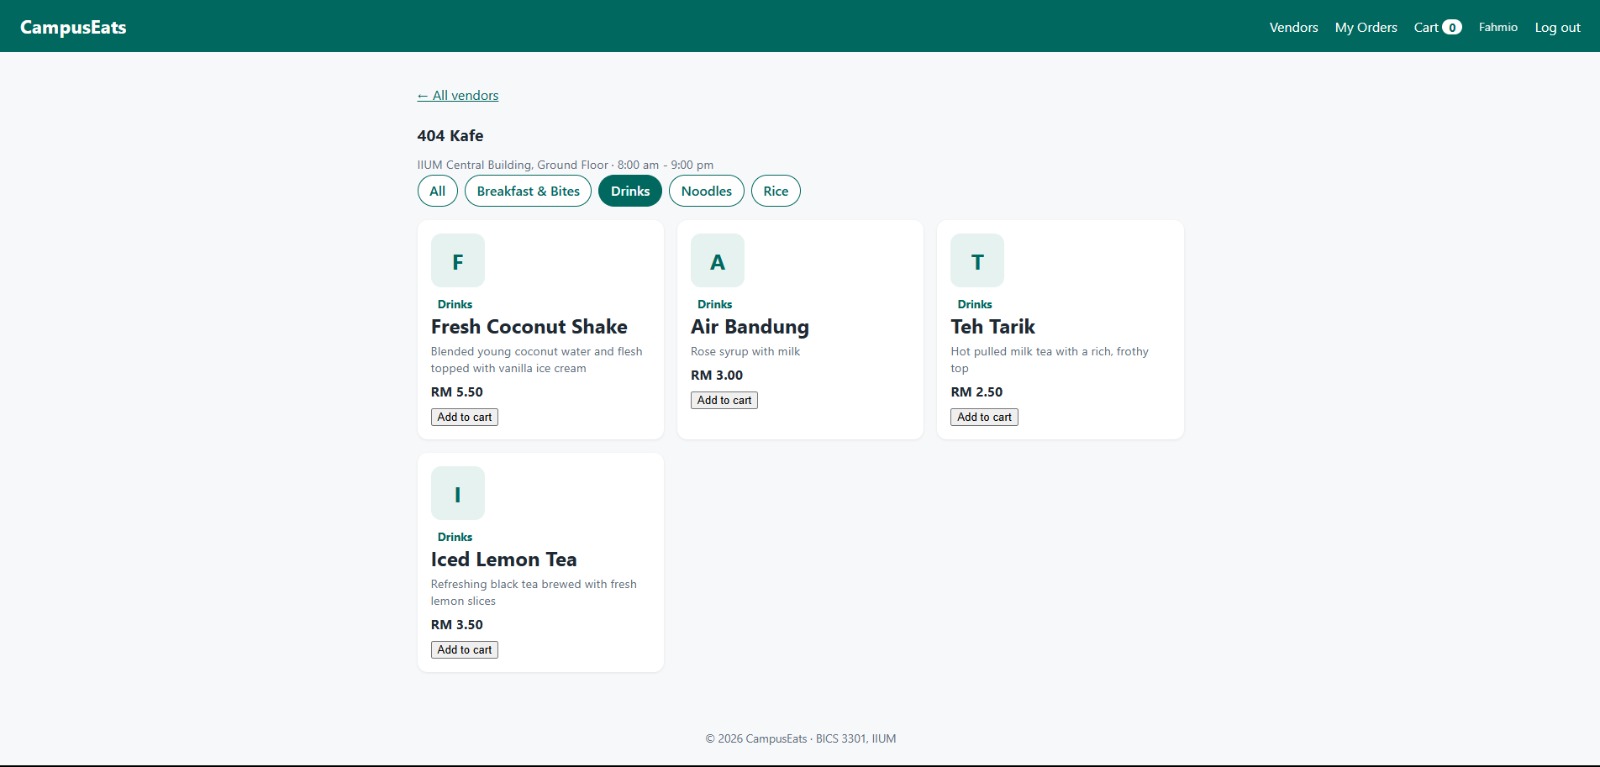 CampusEats
Vendors
My Orders
Cart 0
Fahmio
Log out
← All vendors
404 Kafe
IIUM Central Building, Ground Floor · 8:00 am - 9:00 pm
All
Breakfast & Bites
Drinks
Noodles
Rice
F
Drinks
Fresh Coconut Shake
Blended young coconut water and flesh
topped with vanilla ice cream
RM 5.50
Add to cart
A
Drinks
Air Bandung
Rose syrup with milk
RM 3.00
Add to cart
T
Drinks
Teh Tarik
Hot pulled milk tea with a rich, frothy
top
RM 2.50
Add to cart
I
Drinks
Iced Lemon Tea
Refreshing black tea brewed with fresh
lemon slices
RM 3.50
Add to cart
© 2026 CampusEats · BICS 3301, IIUM